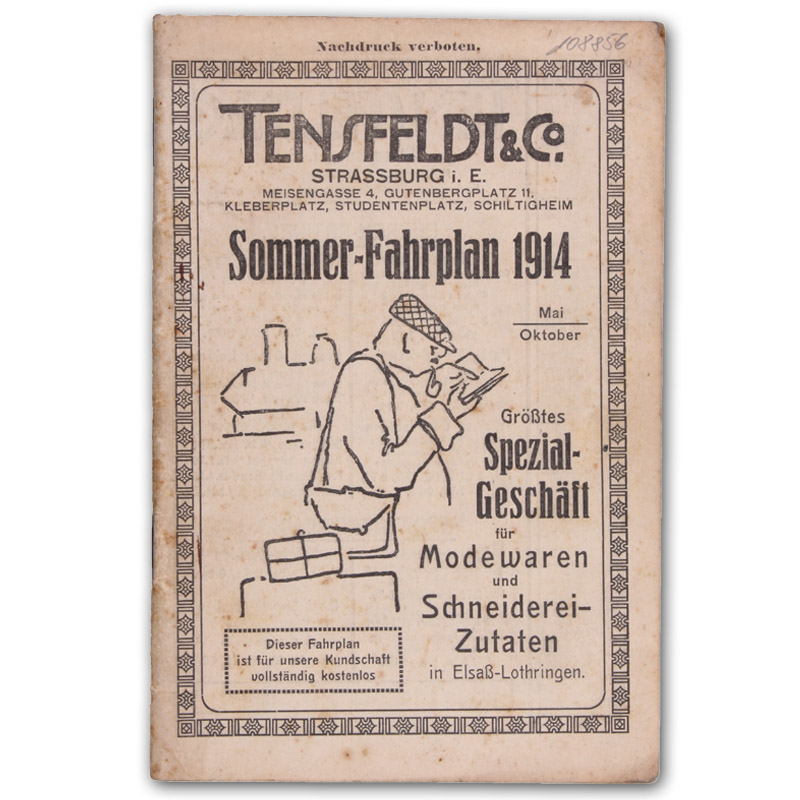 Nachdruck verboten.
108856
TENSFELDT & Co.
STRASSBURG i. E.
MEISENGASSE 4, GUTENBERGPLATZ 11,
KLEBERPLATZ, STUDENTENPLATZ, SCHILTIGHEIM
Sommer-Fahrplan 1914
Mai
Oktober
Größtes
Spezial-
Geschäft
für
Modewaren
und
Schneiderei-
Zutaten
in Elsaß-Lothringen.
Dieser Fahrplan
ist für unsere Kundschaft
vollständig kostenlos